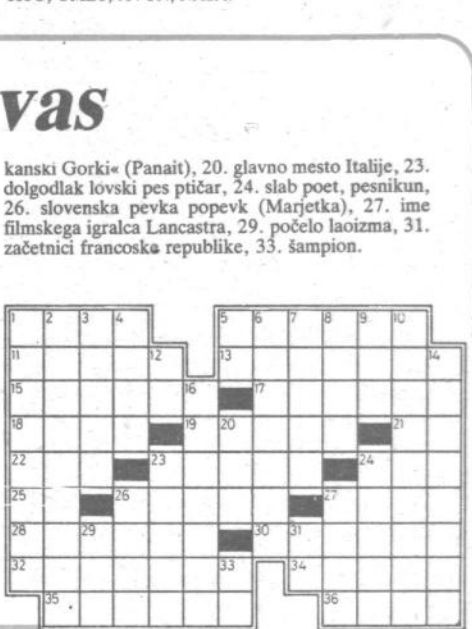 vas
kanski Gorki« (Panait), 20. glavno mesto Italije, 23.
dolgodlak lovski pes ptičar, 24. slab poet, pesnikun,
26. slovenska pevka popevk (Marjetka), 27. ime
filmskega igralca Lancastra, 29. počelo laoizma, 31.
začetnici francoske republike, 33. šampion.
1 2 3 4 5 6 7 8 9 10
11 12 13 14
15 16 17
18 19 20 21
22 23 24
25 26 27
28 29 30 31
32 33 34
35 36